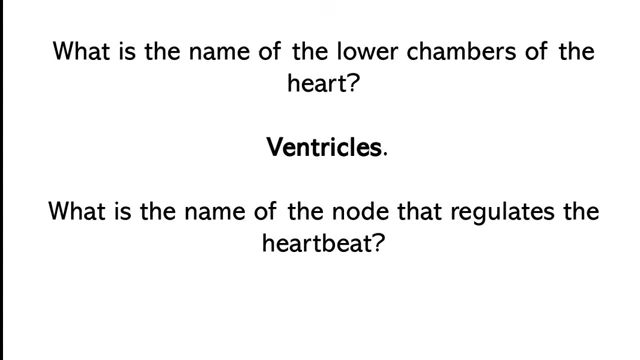 What is the name of the lower chambers of the
heart?
Ventricles.
What is the name of the node that regulates the
heartbeat?